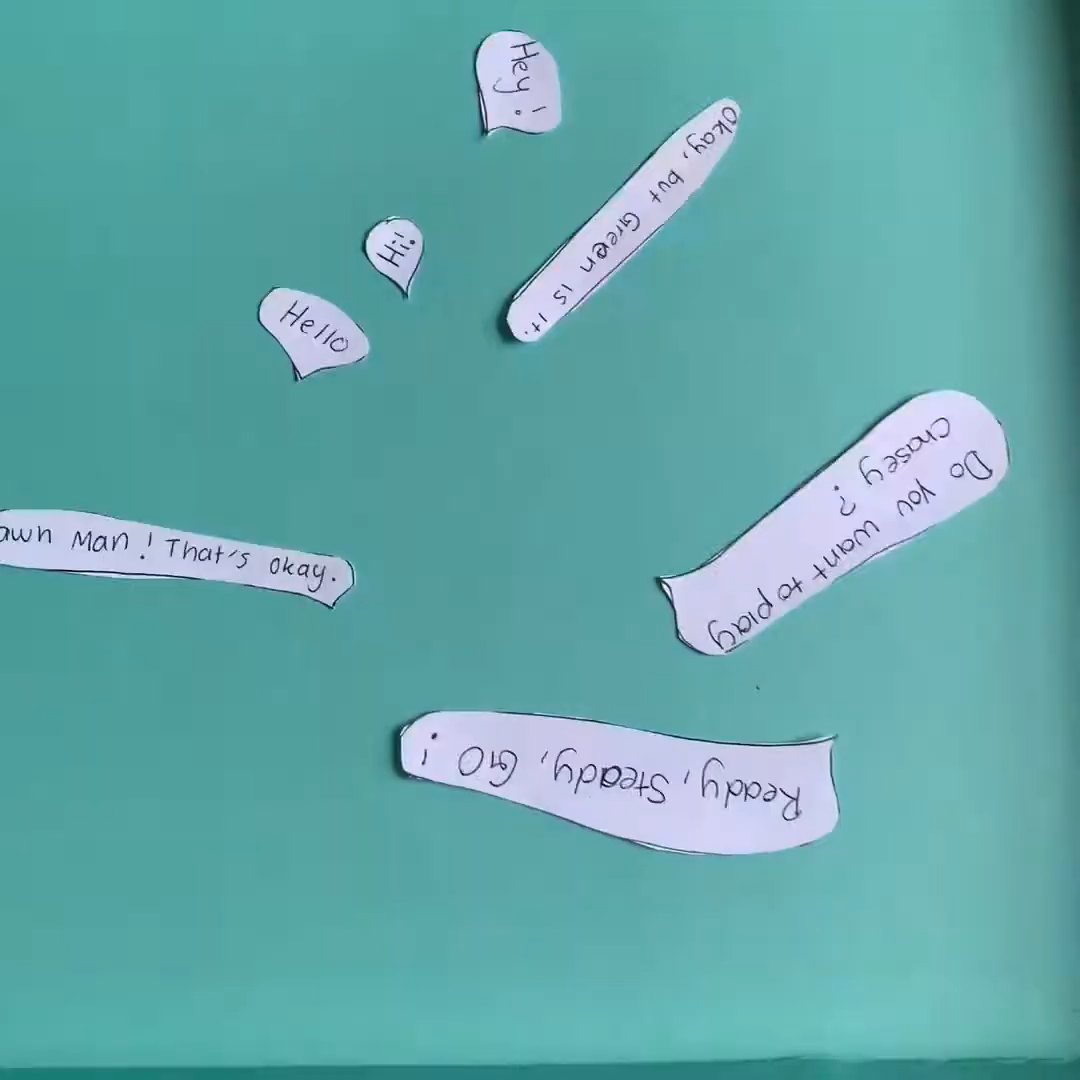 Hey!
Okay, but Green is it.
Hi!
Hello
awn Man! That's okay.
Do you want to play
Chasey?
Ready, Steady, GO!